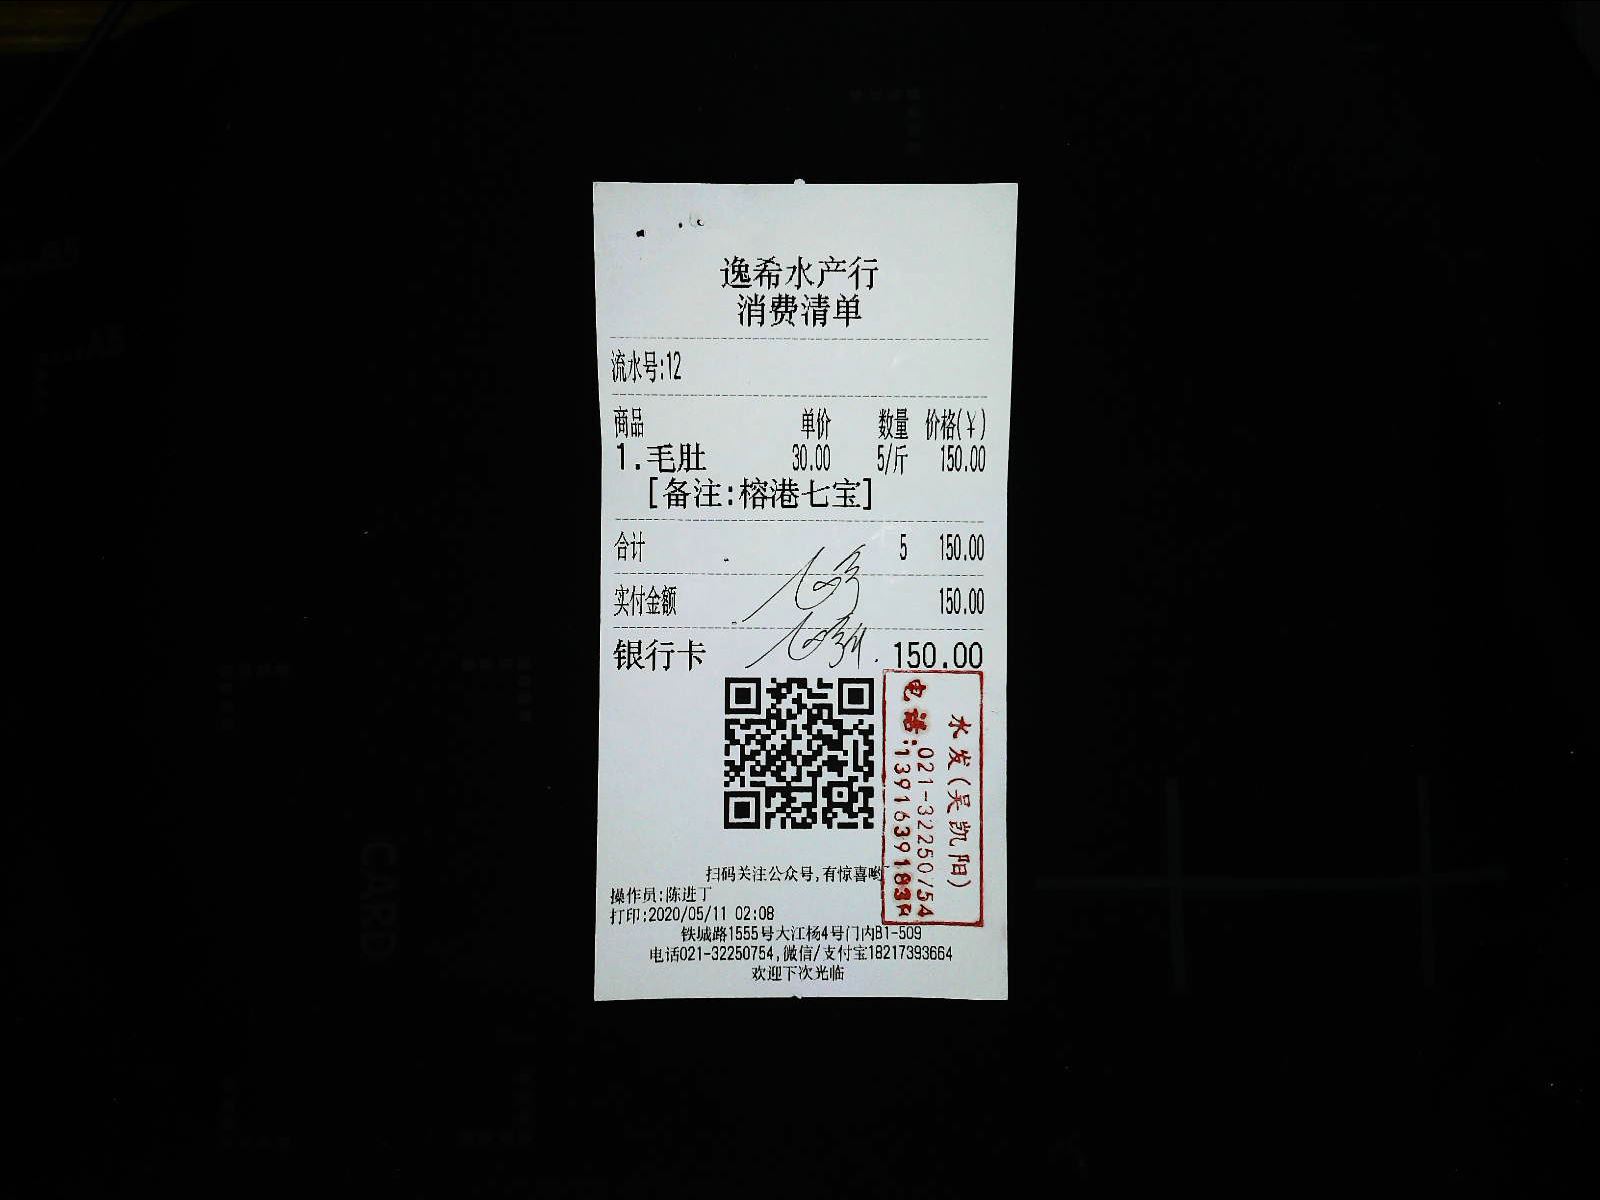 逸希水产行
消费清单
流水号:12
商品 单价 数量 价格(￥)
1.毛肚 30.00 5/斤 150.00
[备注:榕港七宝]
合计 5 150.00
实付金额 150.00
银行卡 150.00
水发(吴凯阳)
电话:021-32250754
扫码关注公众号,有惊喜哟
操作员:陈进丁
打印:2020/05/11 02:08
铁城路1555号大江杨4号门内B1-509
电话021-32250754,微信/支付宝18217393664
欢迎下次光临
CARD